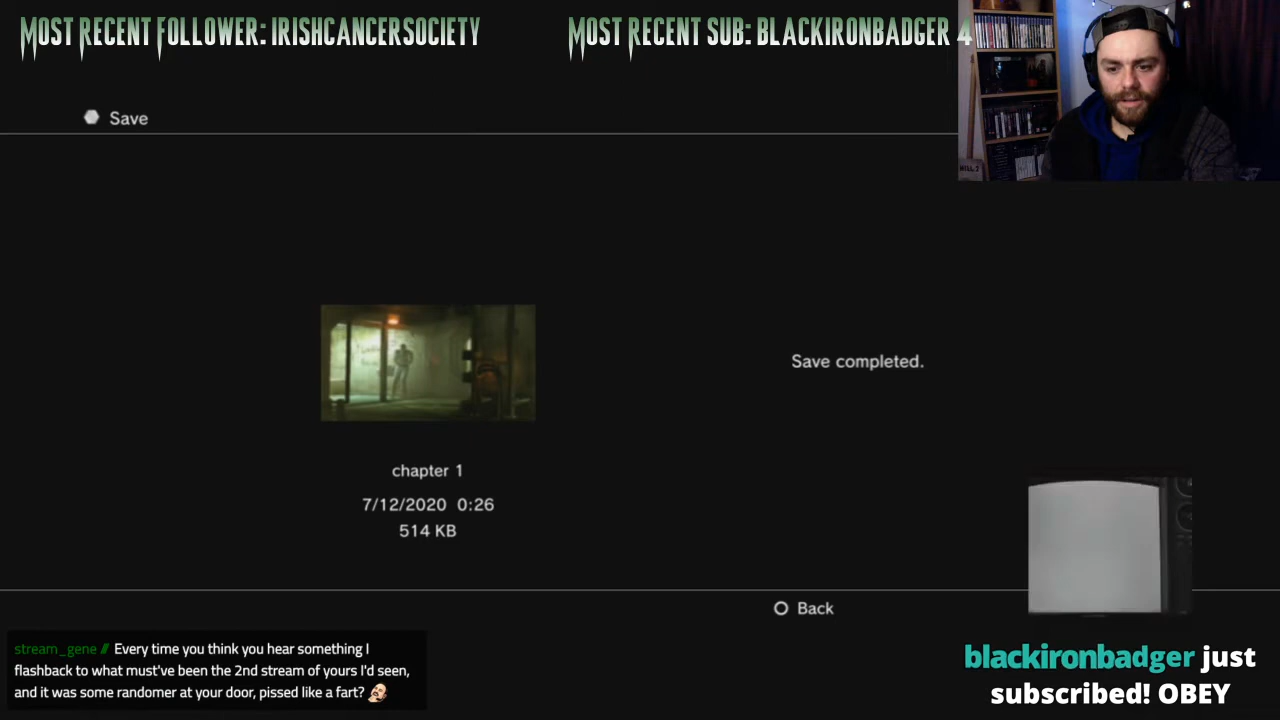 MOST RECENT FOLLOWER: IRISHCANCERSOCIETY
MOST RECENT SUB: BLACKIRONBADGER 4
Save
Save completed.
chapter 1
7/12/2020 0:26
514 KB
Back
stream_gene // Every time you think you hear something I
flashback to what must've been the 2nd stream of yours I'd seen,
and it was some randomer at your door, pissed like a fart?
blackironbadger just
subscribed! OBEY